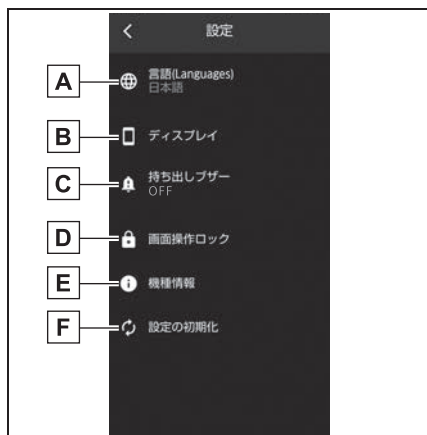 設定
A
言語(Languages)
日本語
B
ディスプレイ
C
持ち出しブザー
OFF
D
画面操作ロック
E
機種情報
F
設定の初期化